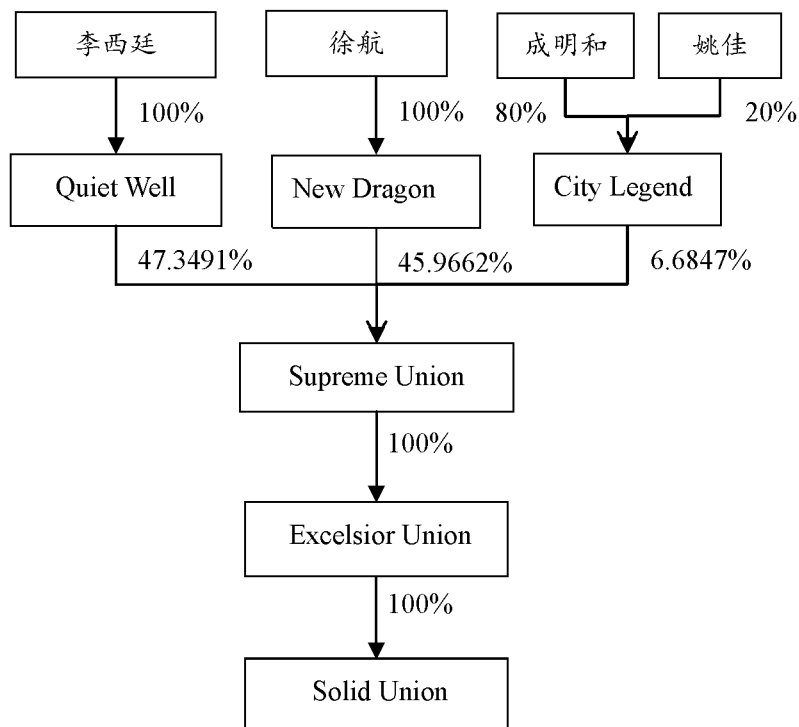 李西廷
徐航
成明和
姚佳
100%
100%
80%
20%
Quiet Well
New Dragon
City Legend
47.3491%
45.9662%
6.6847%
Supreme Union
100%
Excelsior Union
100%
Solid Union